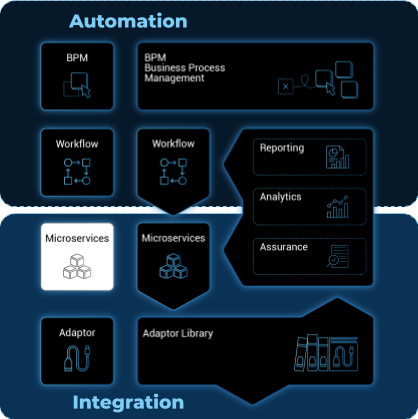 Automation
BPM
BPM
Business Process
Management
Workflow
Workflow
Reporting
Analytics
Assurance
Microservices
Microservices
Adaptor
Adaptor Library
Integration